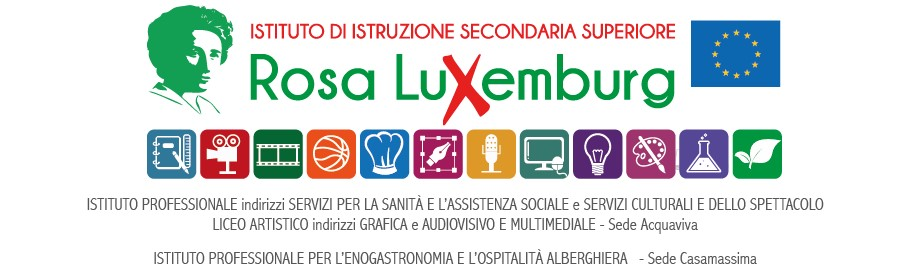 ISTITUTO DI ISTRUZIONE SECONDARIA SUPERIORE
Rosa LuXemburg
ISTITUTO PROFESSIONALE indirizzi SERVIZI PER LA SANITÀ E L'ASSISTENZA SOCIALE e SERVIZI CULTURALI E DELLO SPETTACOLO
LICEO ARTISTICO indirizzi GRAFICA e AUDIOVISIVO E MULTIMEDIALE - Sede Acquaviva
ISTITUTO PROFESSIONALE PER L'ENOGASTRONOMIA E L'OSPITALITÀ ALBERGHIERA - Sede Casamassima